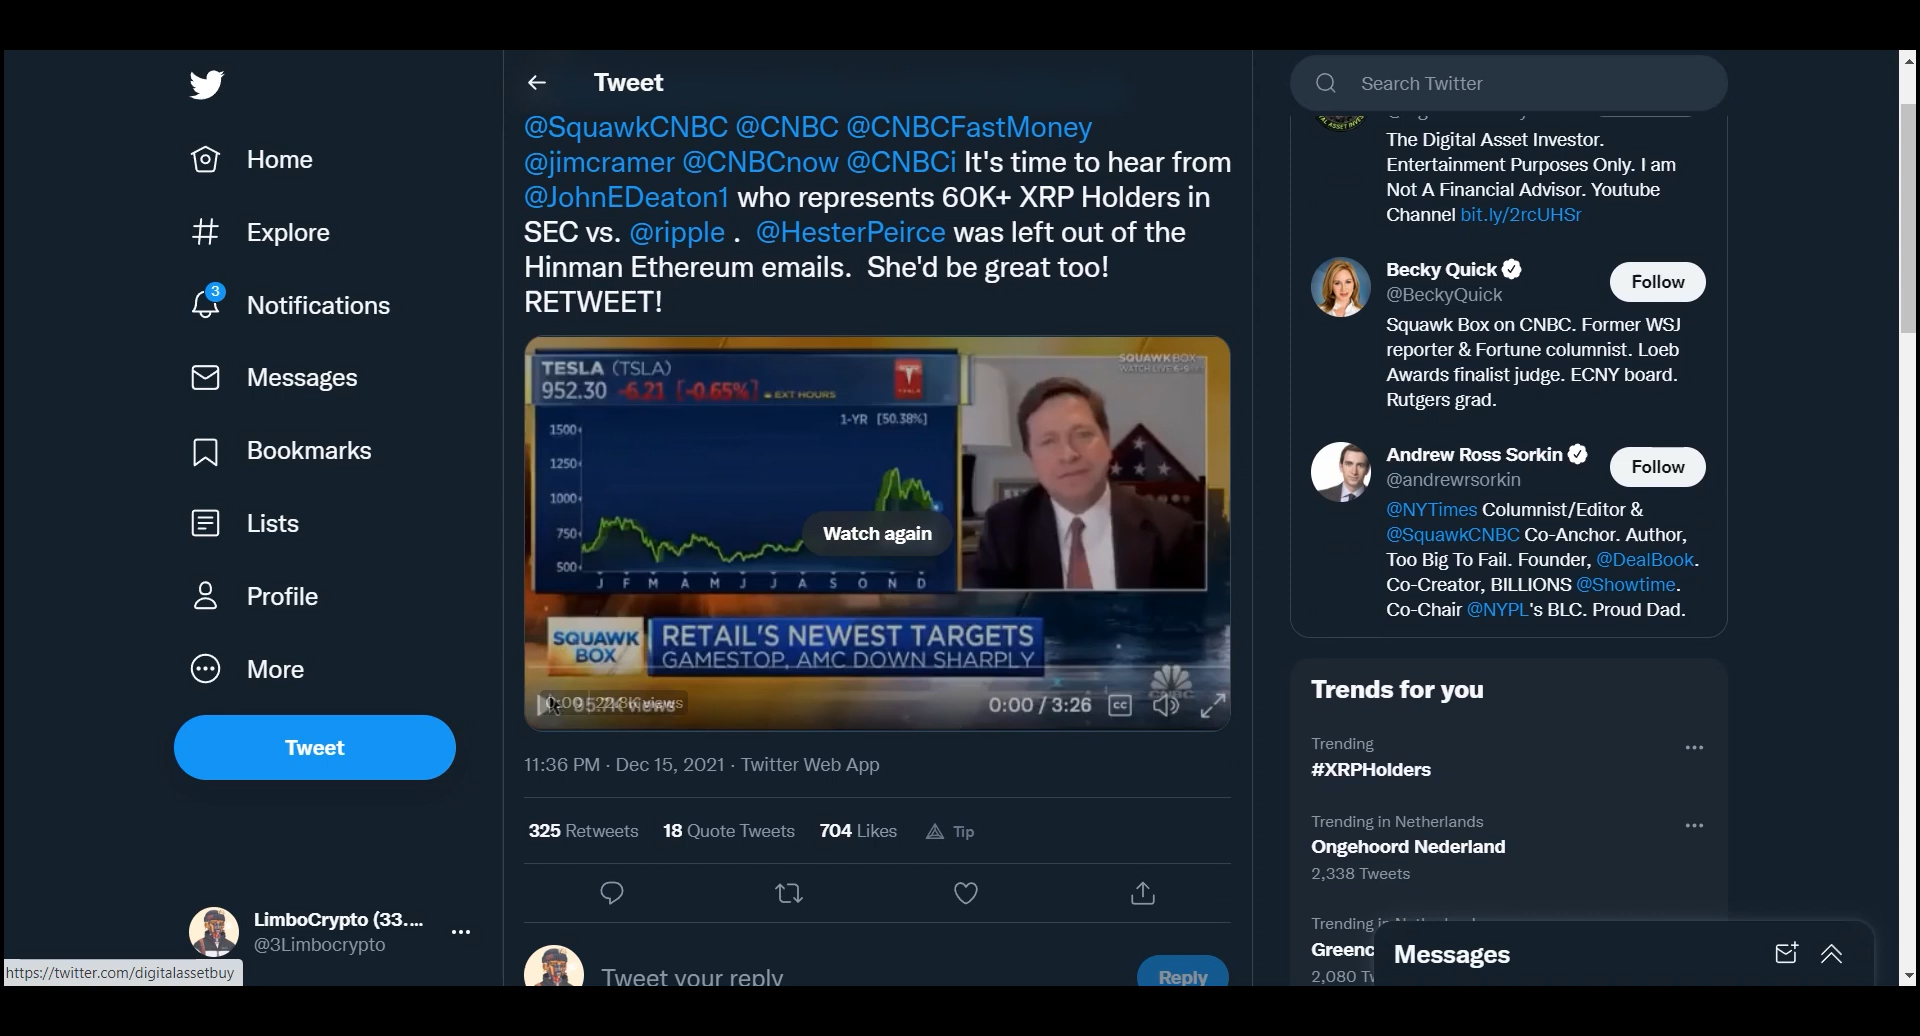 Home
Explore
3
Notifications
Messages
Bookmarks
Lists
Profile
More
Tweet
LimboCrypto (33....
@3Limbocrypto
https://twitter.com/digitalassetbuy
Tweet
@SquawkCNBC @CNBC @CNBCFastMoney
@jimcramer @CNBCnow @CNBCi It's time to hear from
@JohnEDeaton1 who represents 60K+ XRP Holders in
SEC vs. @ripple . @HesterPeirce was left out of the
Hinman Ethereum emails. She'd be great too!
RETWEET!
TESLA (TSLA)
952.30 -6.21 [-0.65%] EXT HOURS
TESLA
1-YR [50.38%]
1500
1250
1000
750
500
J F M A M J J A S O N D
SQUAWK BOX
Watch again
SQUAWK
BOX
RETAIL'S NEWEST TARGETS
GAMESTOP, AMC DOWN SHARPLY
CNBC
0:00 views
0:00 / 3:26
CC
11:36 PM · Dec 15, 2021 · Twitter Web App
325 Retweets 18 Quote Tweets 704 Likes Tip
Tweet your reply
Reply
Search Twitter
The Digital Asset Investor.
Entertainment Purposes Only. I am
Not A Financial Advisor. Youtube
Channel bit.ly/2rcUHSr
Becky Quick
@BeckyQuick
Follow
Squawk Box on CNBC. Former WSJ
reporter & Fortune columnist. Loeb
Awards finalist judge. ECNY board.
Rutgers grad.
Andrew Ross Sorkin
@andrewrsorkin
Follow
@NYTimes Columnist/Editor &
@SquawkCNBC Co-Anchor. Author,
Too Big To Fail. Founder, @DealBook.
Co-Creator, BILLIONS @Showtime.
Co-Chair @NYPL's BLC. Proud Dad.
Trends for you
Trending
#XRPHolders
Trending in Netherlands
Ongehoord Nederland
2,338 Tweets
Trending
Greenc
2,080
Messages